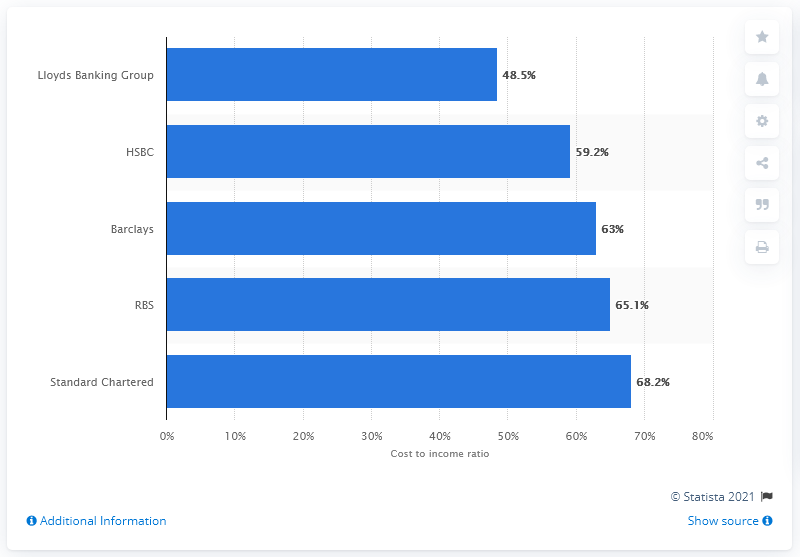 Lloyds Banking Group
48.5%
HSBC
59.2%
Barclays
63%
RBS
65.1%
Standard Chartered
68.2%
0% 10% 20% 30% 40% 50% 60% 70% 80%
Cost to income ratio
© Statista 2021
Additional Information
Show source